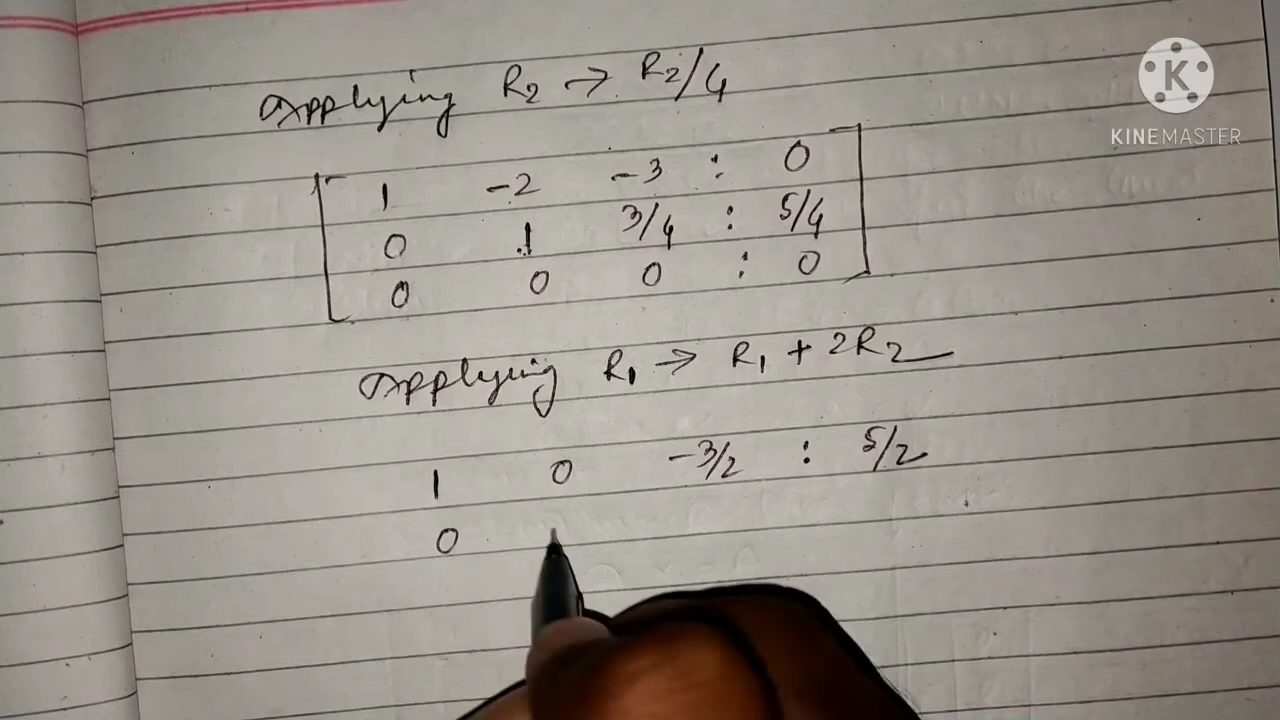 Applying R2 → R2/4
K
KINEMASTER
1 -2 -3 : 0
0 1 3/4 : 5/4
0 0 0 : 0
Applying R1 → R1 + 2R2
1 0 -3/2 : 5/2
0